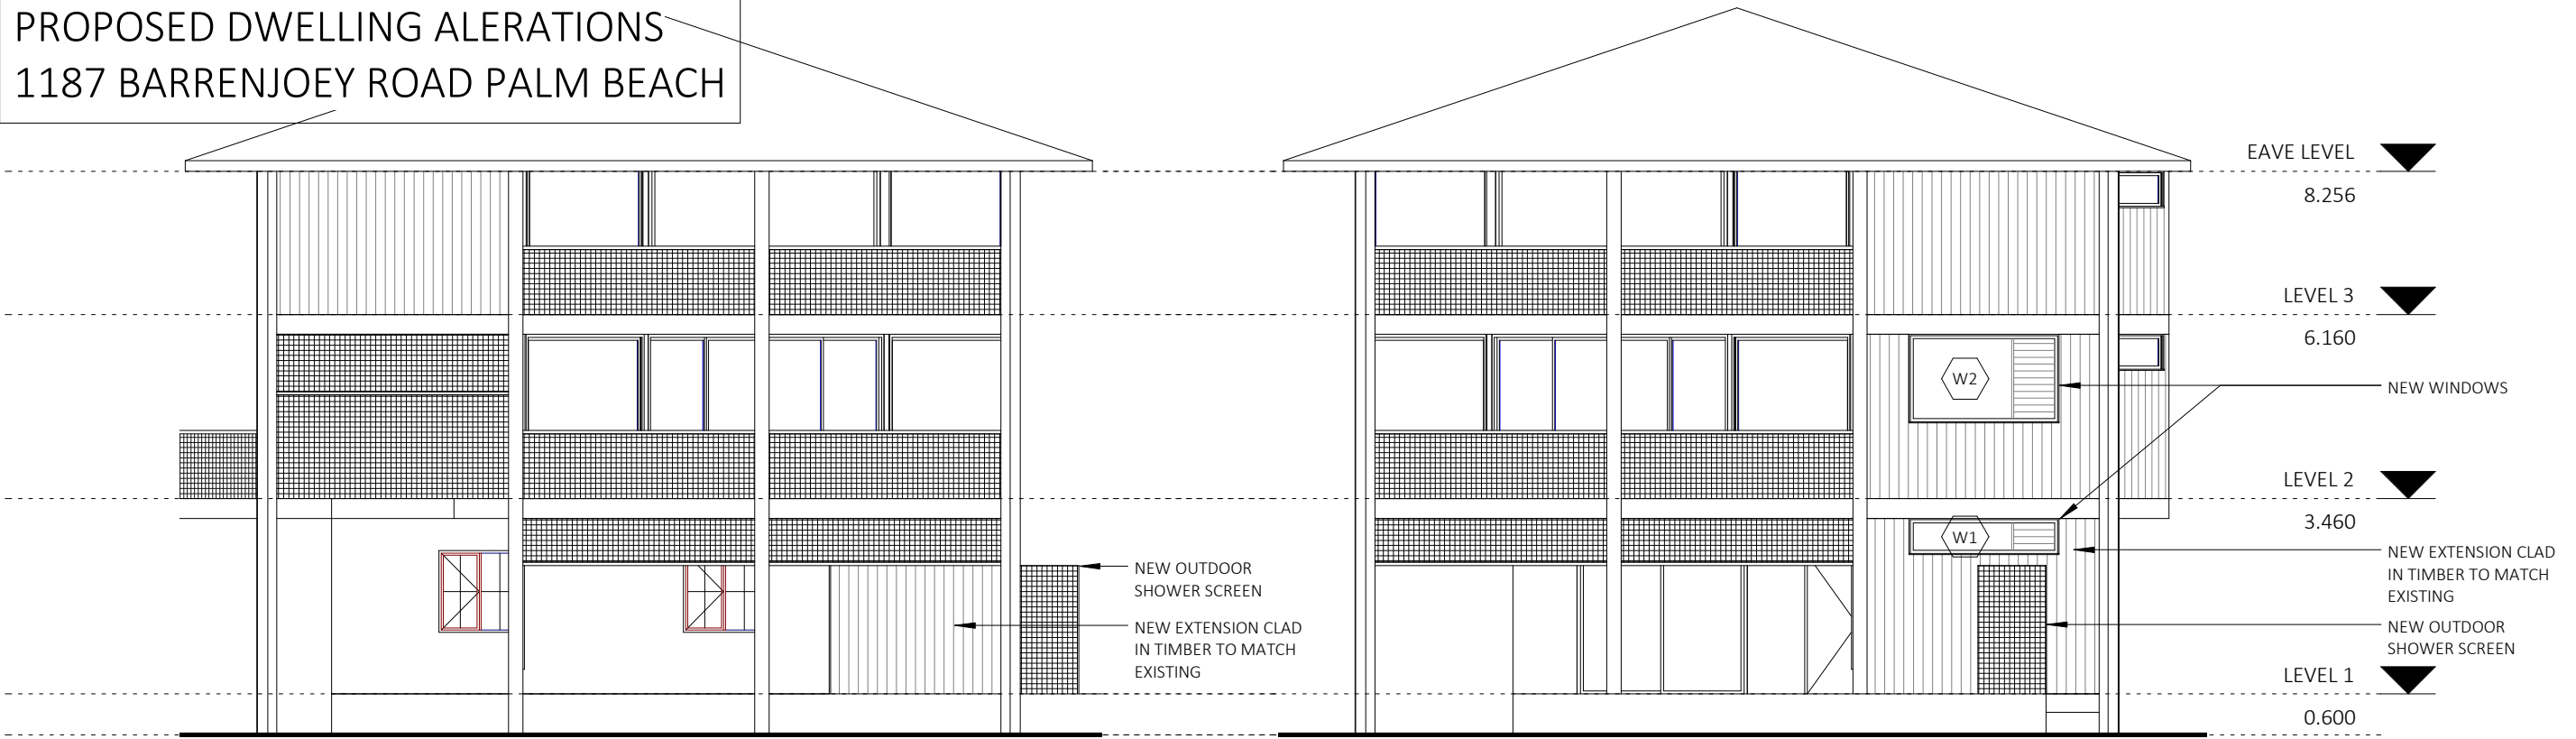 PROPOSED DWELLING ALERATIONS
1187 BARRENJOEY ROAD PALM BEACH
EAVE LEVEL
8.256
LEVEL 3
6.160
W2
NEW WINDOWS
LEVEL 2
3.460
W1
NEW EXTENSION CLAD
IN TIMBER TO MATCH
EXISTING
NEW OUTDOOR
SHOWER SCREEN
NEW EXTENSION CLAD
IN TIMBER TO MATCH
EXISTING
NEW OUTDOOR
SHOWER SCREEN
LEVEL 1
0.600